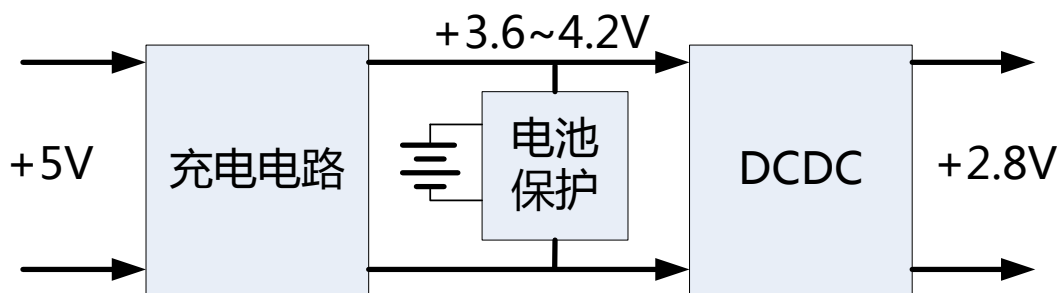 +3.6~4.2V
+5V
充电电路
电池
保护
DCDC
+2.8V